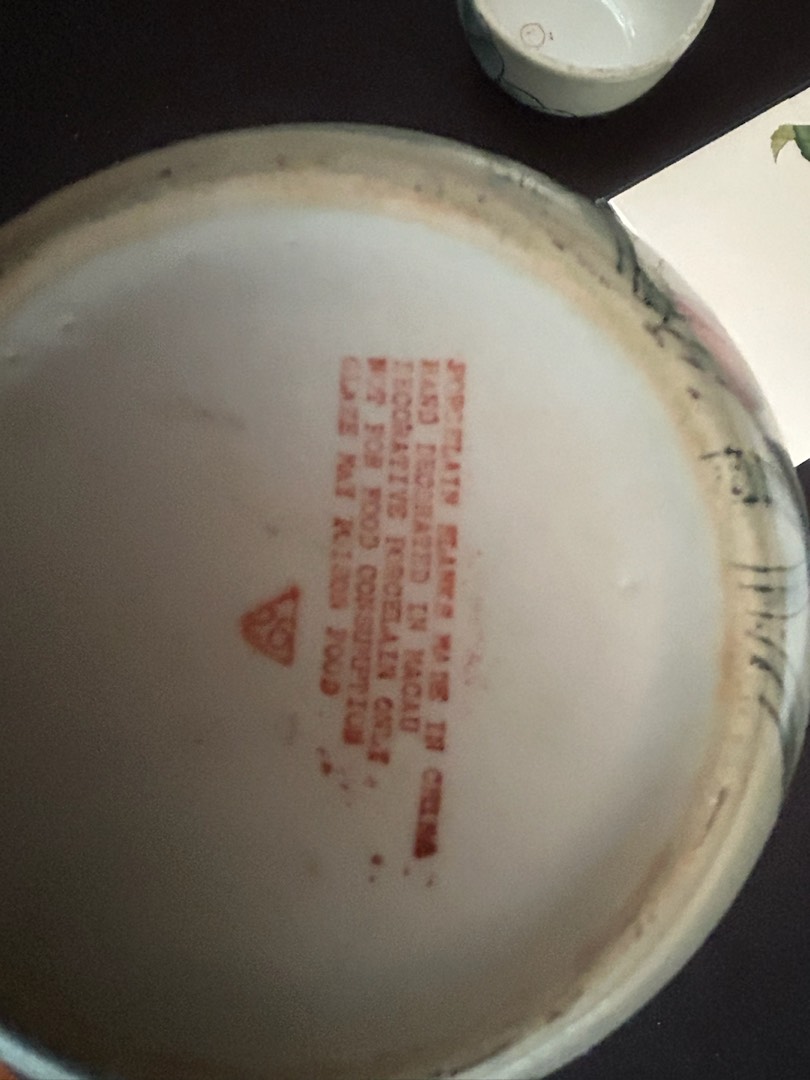 PORCELAIN BLANKS MADE IN CHINA
HAND DECORATED IN MACAU
DECORATIVE PORCELAIN ONLY
NOT FOR FOOD CONSUMPTION
GLAZE MAY POISON FOOD